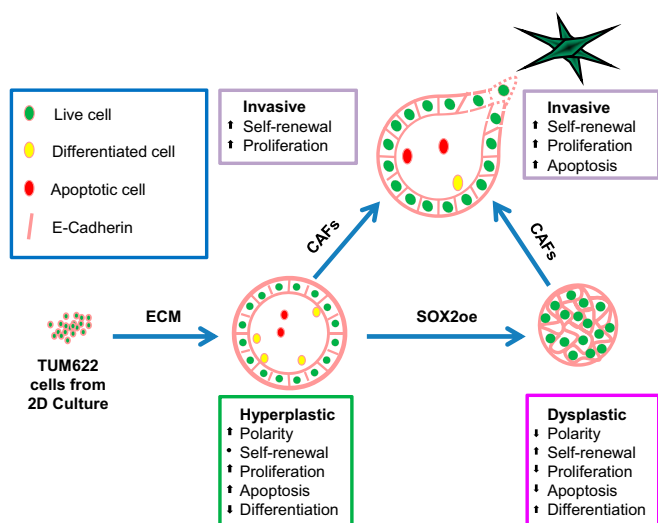 Live cell
Differentiated cell
Apoptotic cell
E-Cadherin
Invasive
⬆ Self-renewal
⬆ Proliferation
Invasive
⬆ Self-renewal
⬆ Proliferation
⬆ Apoptosis
CAFs
CAFs
ECM
SOX2oe
TUM622
cells from
2D Culture
Hyperplastic
⬆ Polarity
• Self-renewal
⬆ Proliferation
⬆ Apoptosis
⬇ Differentiation
Dysplastic
⬇ Polarity
⬆ Self-renewal
⬇ Proliferation
⬇ Apoptosis
⬆ Differentiation